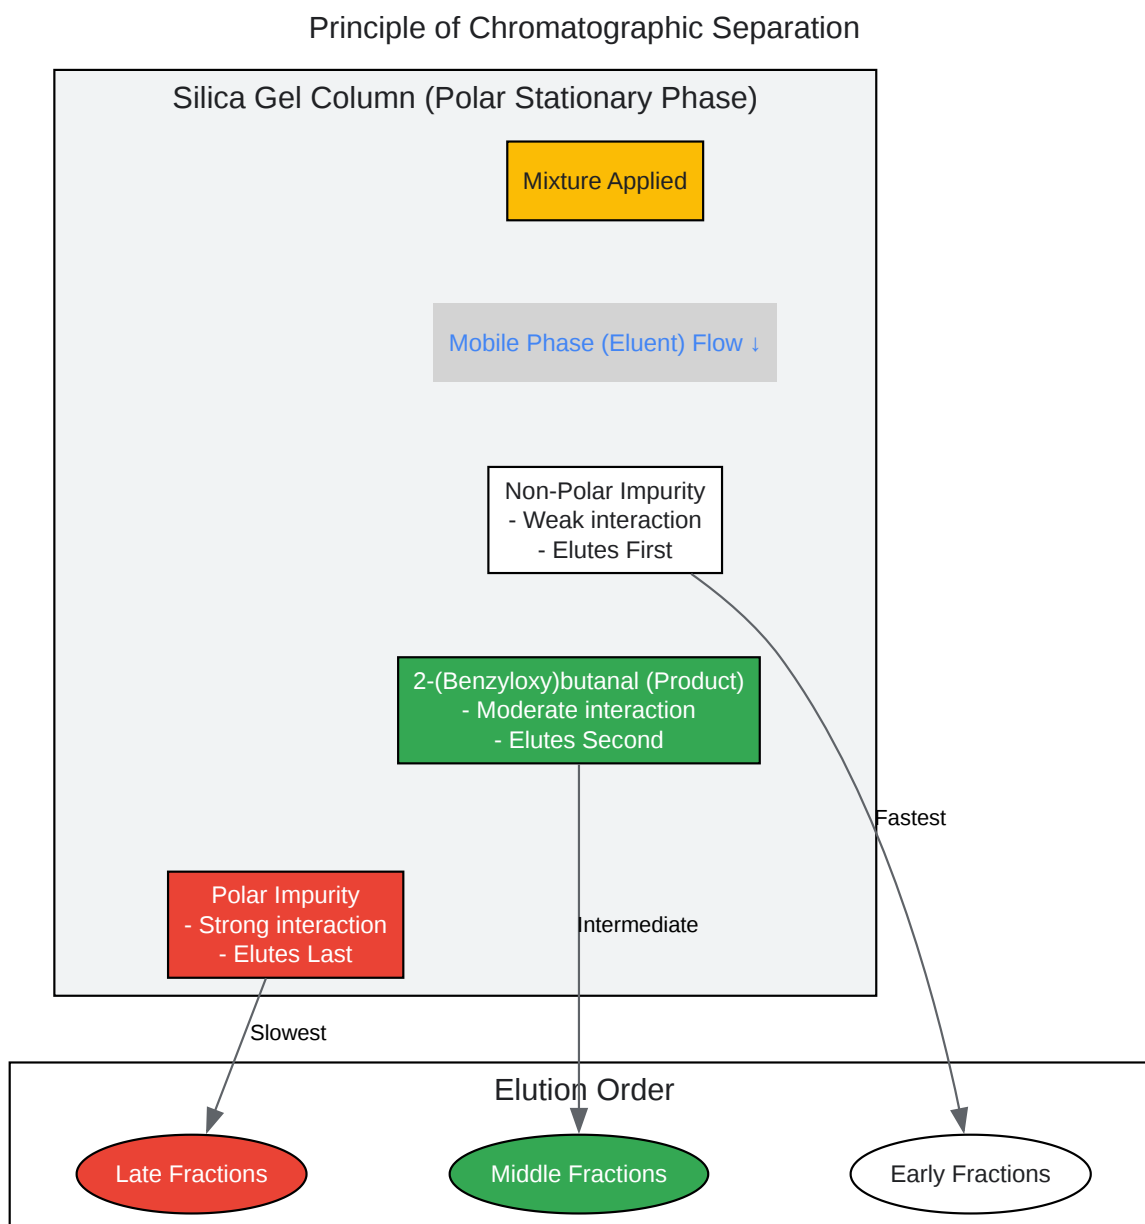 Principle of Chromatographic Separation
Silica Gel Column (Polar Stationary Phase)
Mixture Applied
Mobile Phase (Eluent) Flow ↓
Non-Polar Impurity
- Weak interaction
- Elutes First
2-(Benzyloxy)butanal (Product)
- Moderate interaction
- Elutes Second
Fastest
Polar Impurity
- Strong interaction
- Elutes Last
Intermediate
Slowest
Elution Order
Late Fractions
Middle Fractions
Early Fractions